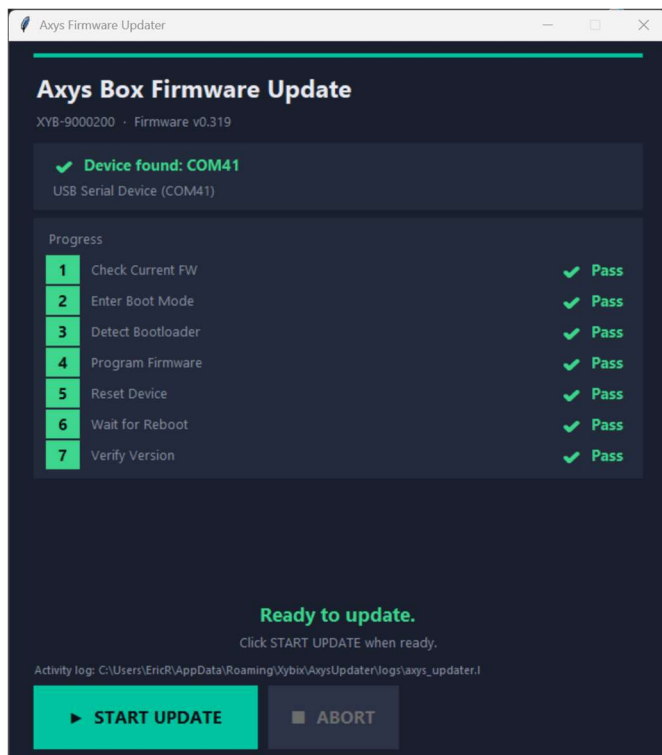 Axys Firmware Updater
Axys Box Firmware Update
XYB-9000200 · Firmware v0.319
Device found: COM41
USB Serial Device (COM41)
Progress
1 Check Current FW Pass
2 Enter Boot Mode Pass
3 Detect Bootloader Pass
4 Program Firmware Pass
5 Reset Device Pass
6 Wait for Reboot Pass
7 Verify Version Pass
Ready to update.
Click START UPDATE when ready.
Activity log: C:\Users\EricR\AppData\Roaming\Xybix\AxysUpdater\logs\axys_updater.l
START UPDATE ABORT